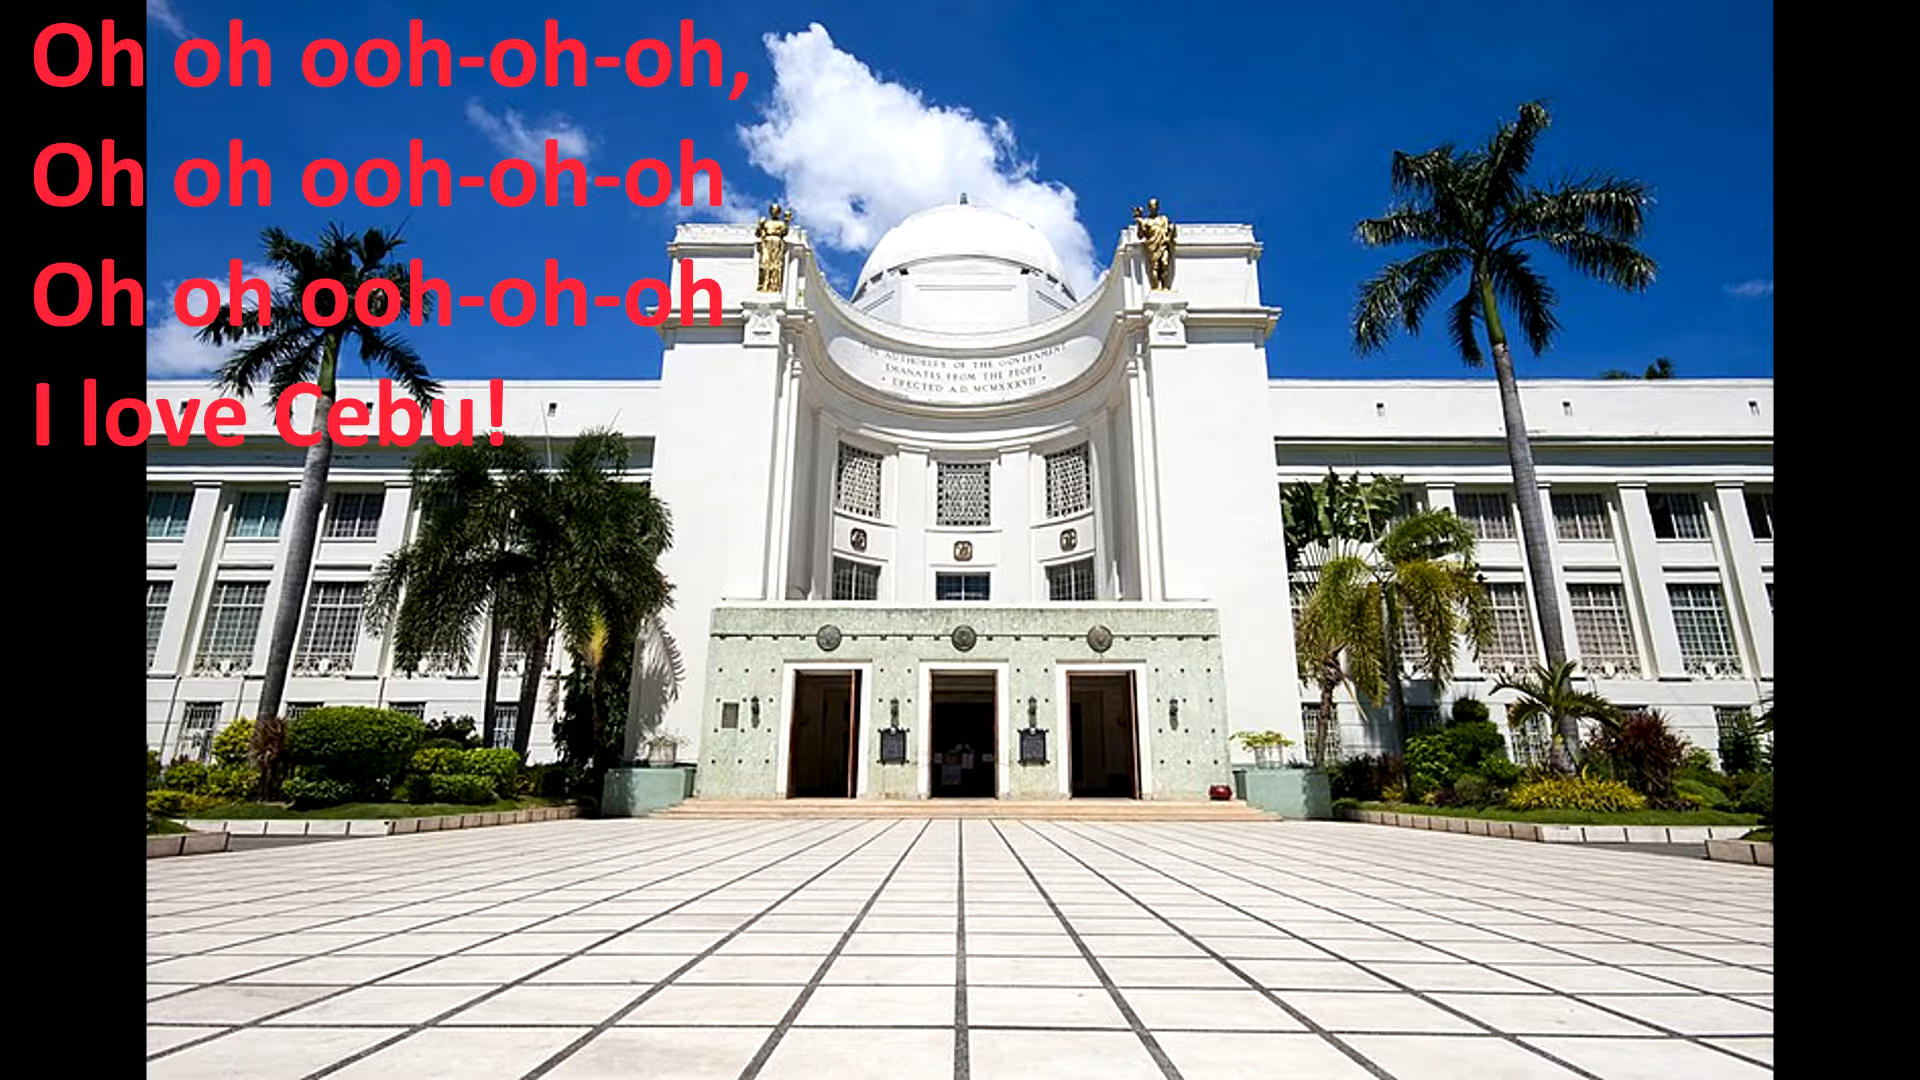 Oh oh ooh-oh-oh,
Oh oh ooh-oh-oh
Oh oh ooh-oh-oh
I love Cebu!
THE AUTHORITY OF THE GOVERNMENT
EMANATES FROM THE PEOPLE
• ERECTED A.D. MCMXXXVII •